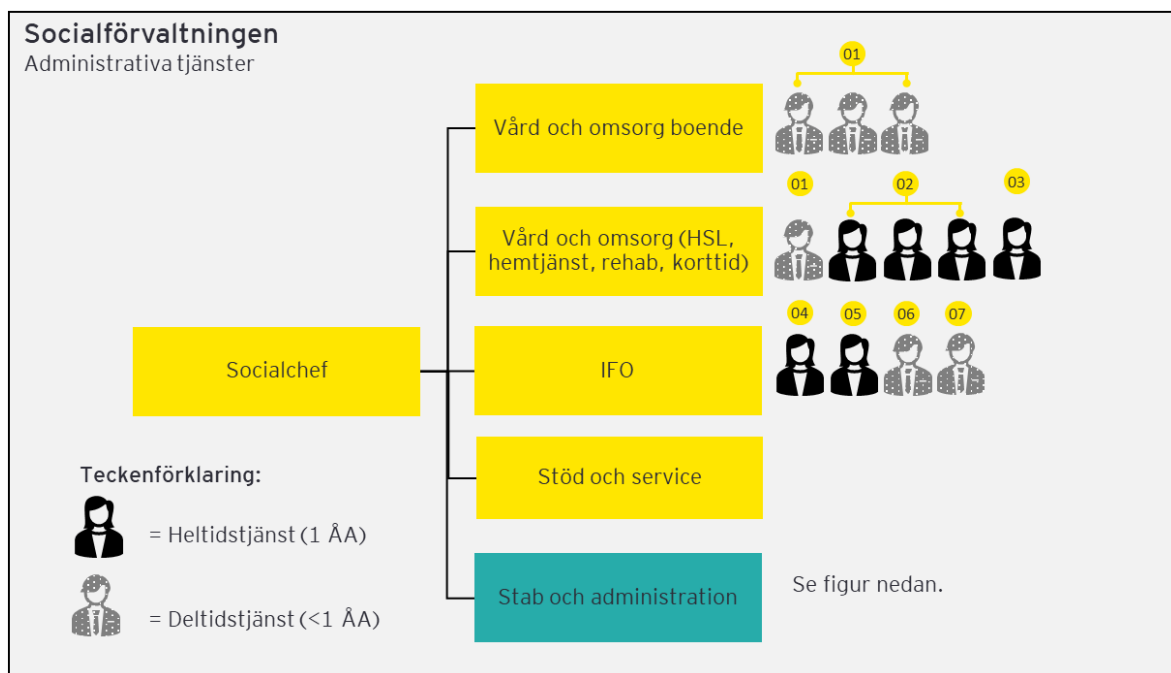 Socialförvaltningen
Administrativa tjänster
01
Vård och omsorg boende
01
02
03
Vård och omsorg (HSL,
hemtjänst, rehab, korttid)
04
05
06
07
Socialchef
IFO
Stöd och service
Teckenförklaring:
= Heltidstjänst (1 ÅA)
= Deltidstjänst (<1 ÅA)
Stab och administration
Se figur nedan.